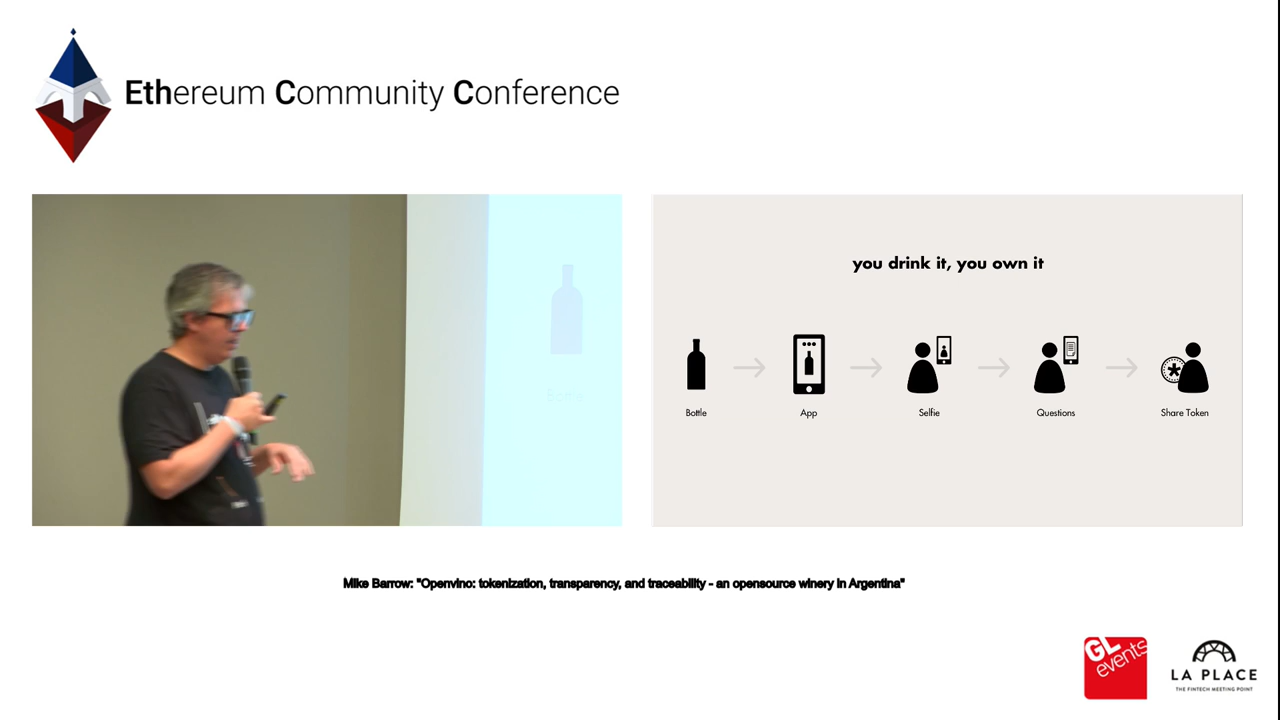 Ethereum Community Conference
you drink it, you own it
Bottle
App
Selfie
Questions
Share Token
Mike Barrow: "Openvino: tokenization, transparency, and traceability - an opensource winery in Argentina"
GL events
LA PLACE
THE FINTECH MEETING POINT